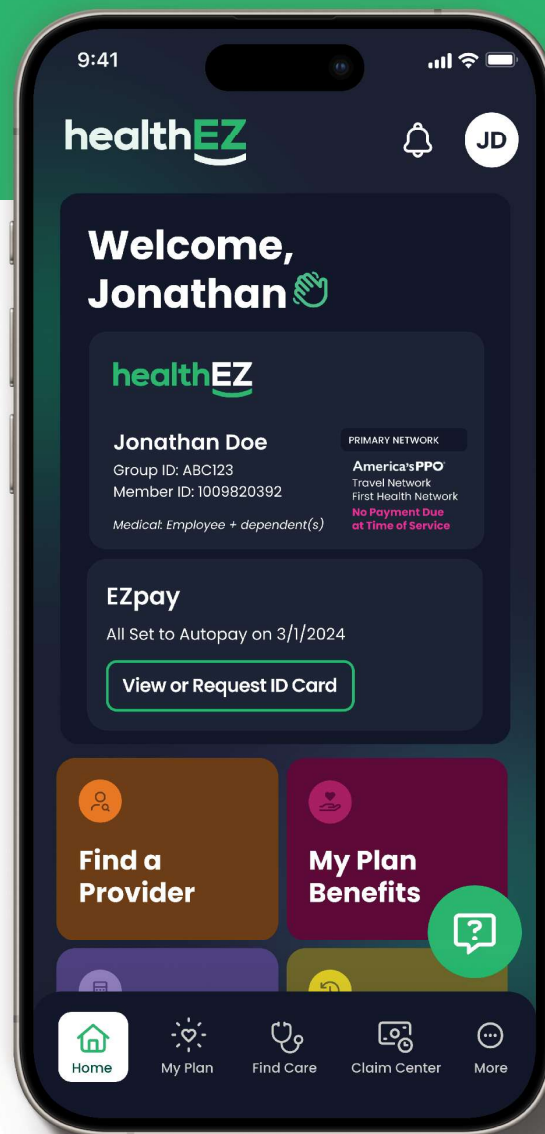 9:41
healthEZ
JD
Welcome,
Jonathan
healthEZ
Jonathan Doe
Group ID: ABC123
Member ID: 1009820392
Medical: Employee + dependent(s)
PRIMARY NETWORK
America'sPPO
Travel Network
First Health Network
No Payment Due
at Time of Service
EZpay
All Set to Autopay on 3/1/2024
View or Request ID Card
Find a
Provider
My Plan
Benefits
?
Home
My Plan
Find Care
Claim Center
More